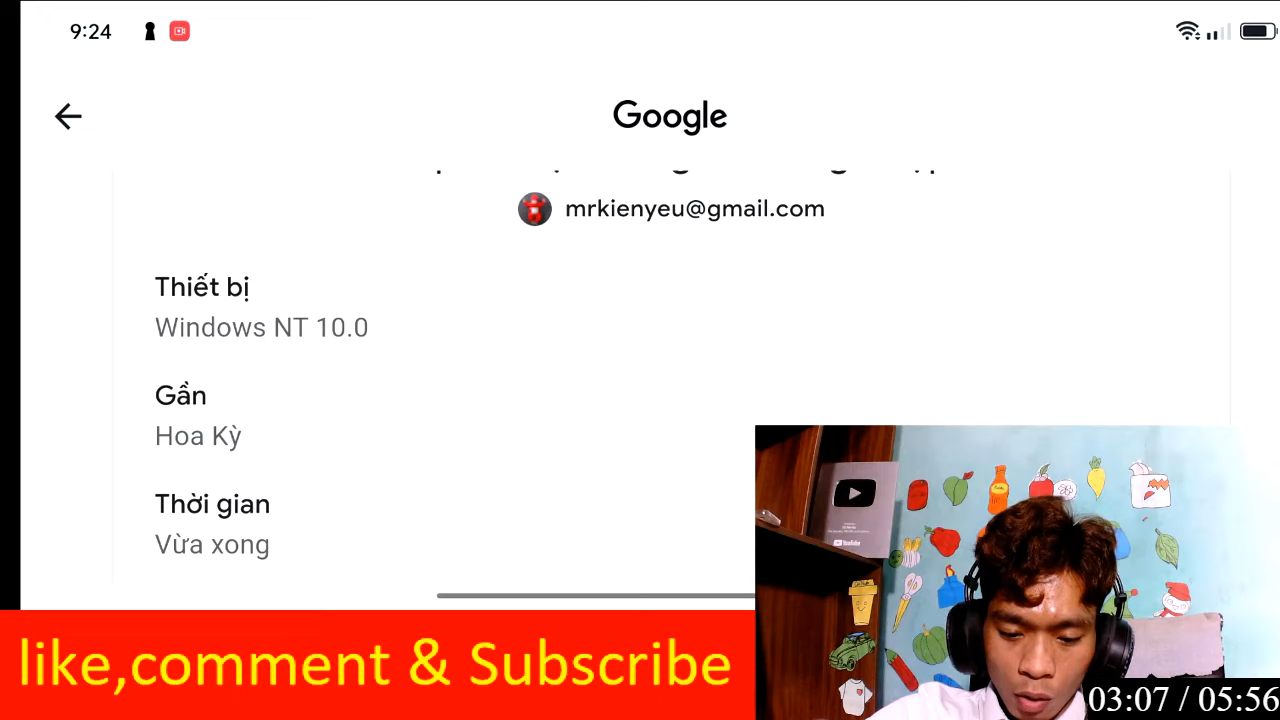 9:24
Google
mrkienyeu@gmail.com
Thiết bị
Windows NT 10.0
Gần
Hoa Kỳ
Thời gian
Vừa xong
YouTube
like,comment & Subscribe
03:07 / 05:56